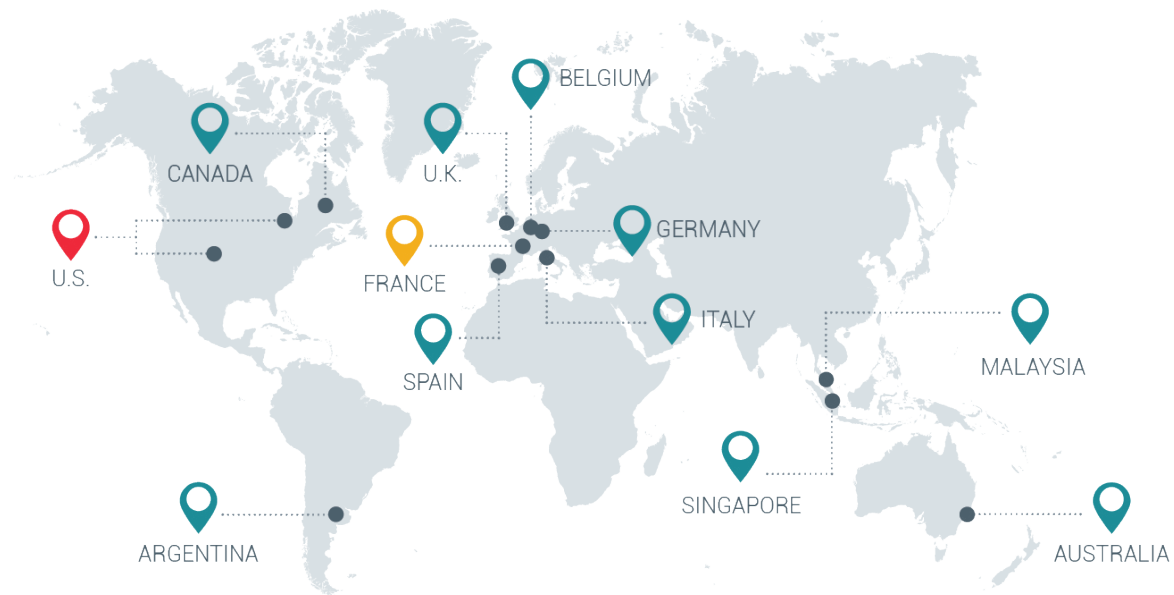 BELGIUM
CANADA
U.K.
GERMANY
U.S.
FRANCE
ITALY
SPAIN
MALAYSIA
SINGAPORE
ARGENTINA
AUSTRALIA